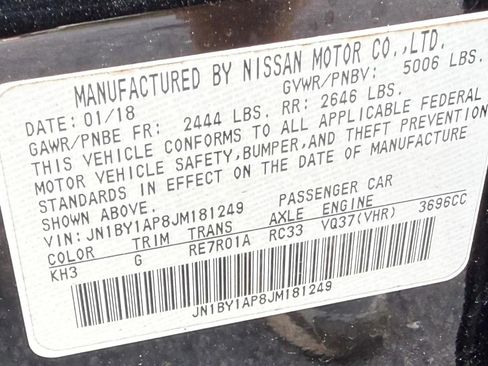 MANUFACTURED BY NISSAN MOTOR CO.,LTD.
DATE: 01/18 GVWR/PNBV: 5006 LBS.
GAWR/PNBE FR: 2444 LBS. RR: 2646 LBS.
THIS VEHICLE CONFORMS TO ALL APPLICABLE FEDERAL
MOTOR VEHICLE SAFETY,BUMPER,AND THEFT PREVENTION
STANDARDS IN EFFECT ON THE DATE OF MANUFACTURE
SHOWN ABOVE.
VIN: JN1BY1AP8JM181249 PASSENGER CAR
COLOR TRIM TRANS AXLE ENGINE
KH3 G RE7R01A RC33 VQ37(VHR) 3696CC
JN1BY1AP8JM181249